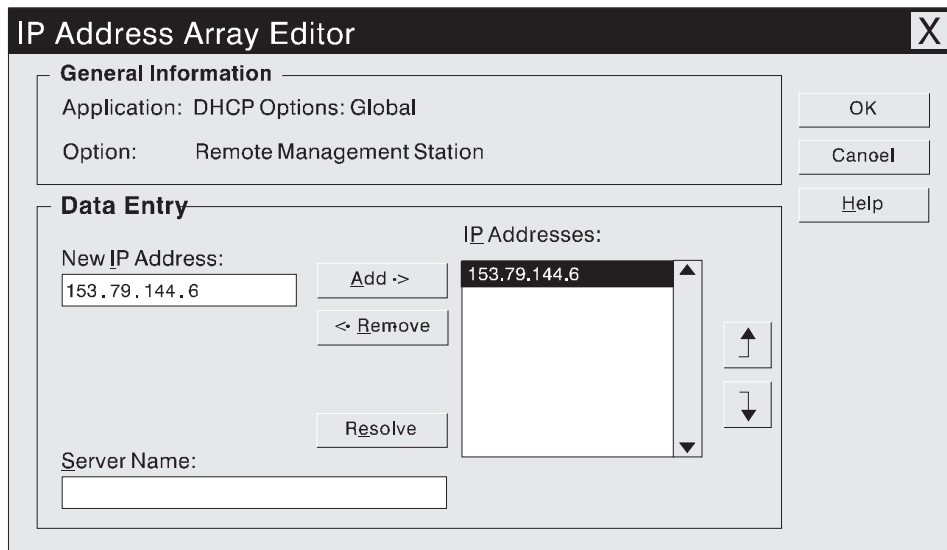 IP Address Array Editor X
General Information
Application: DHCP Options: Global
Option: Remote Management Station
OK
Cancel
Help
Data Entry
New IP Address:
153.79.144.6
Add ->
<- Remove
Resolve
Server Name:
IP Addresses:
153.79.144.6